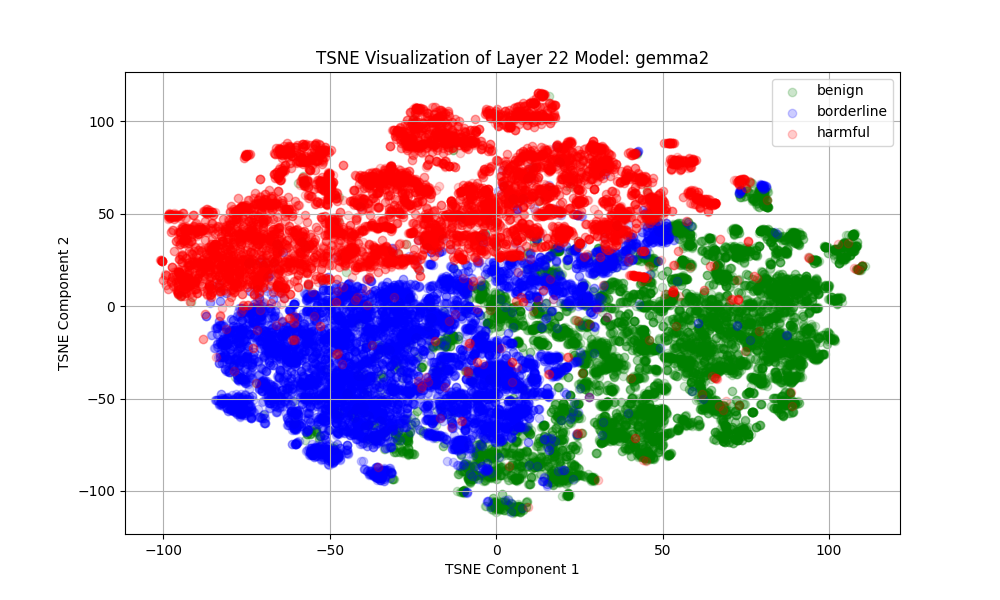 TSNE Visualization of Layer 22 Model: gemma2
benign
borderline
harmful
100
50
0
−50
−100
TSNE Component 2
−100
−50
0
50
100
TSNE Component 1